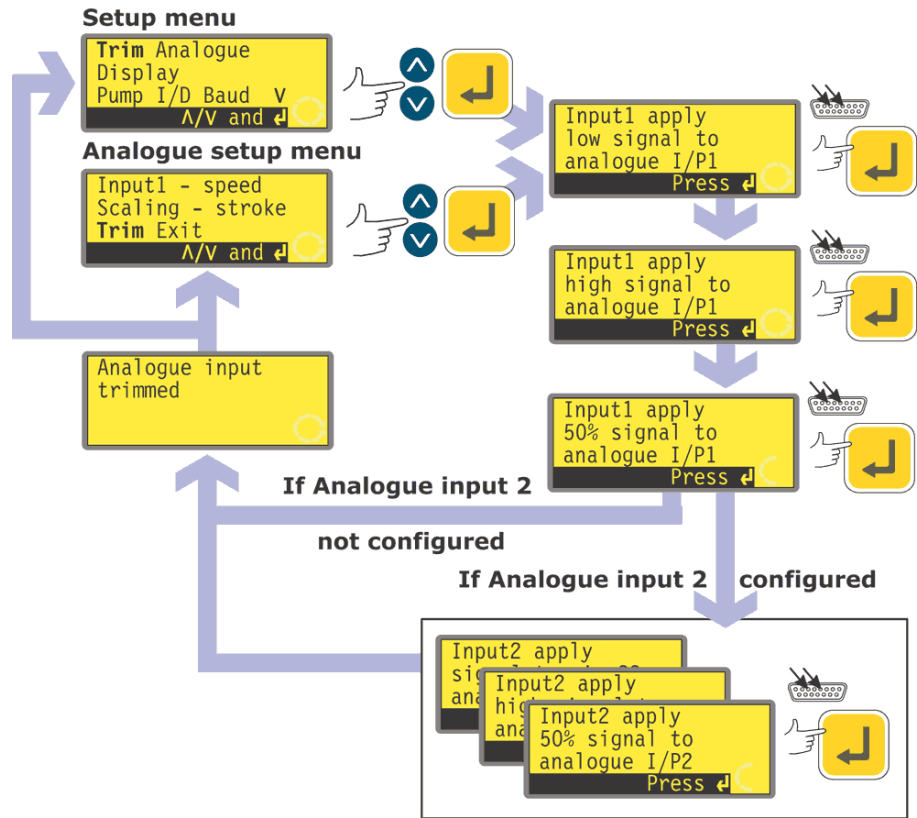 Setup menu
Trim Analogue
Display
Pump I/D Baud V
Λ/V and ↲
Analogue setup menu
Input1 - speed
Scaling - stroke
Trim Exit
Λ/V and ↲
Input1 apply
low signal to
analogue I/P1
Press ↲
Input1 apply
high signal to
analogue I/P1
Press ↲
Analogue input
trimmed
Input1 apply
50% signal to
analogue I/P1
Press ↲
If Analogue input 2
not configured
If Analogue input 2 configured
Input2 apply
Input2 apply
Input2 apply
50% signal to
analogue I/P2
Press ↲